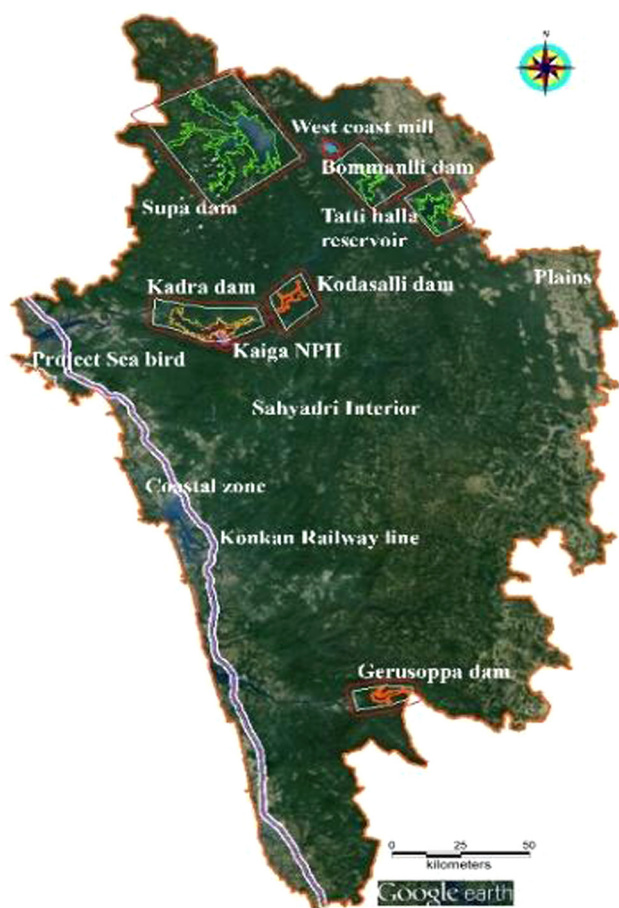 N
West coast mill
Bommanlli dam
Supa dam
Tatti halla
reservoir
Plains
Kadra dam
Kodasalli dam
Kaiga NPH
Project Sea bird
Sahyadri Interior
Coastal zone
Konkan Railway line
Gerusoppa dam
0 25 50
kilometers
Google earth